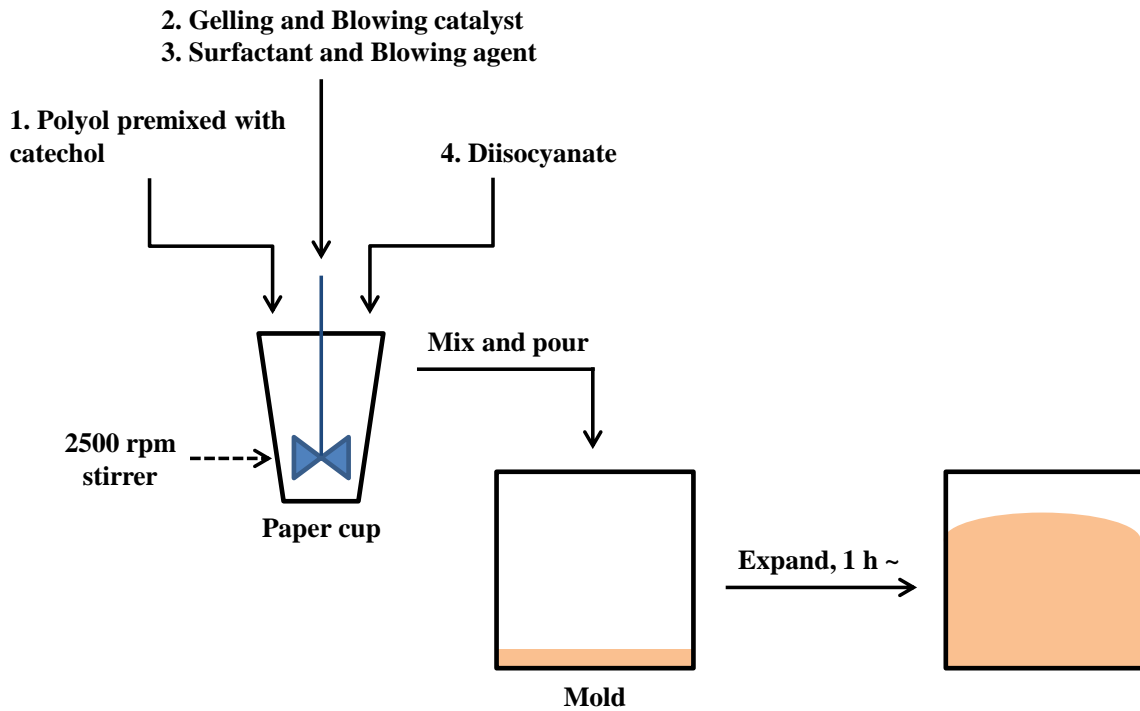 2. Gelling and Blowing catalyst
3. Surfactant and Blowing agent
1. Polyol premixed with
catechol
4. Diisocyanate
Mix and pour
2500 rpm
stirrer
Paper cup
Expand, 1 h ~
Mold